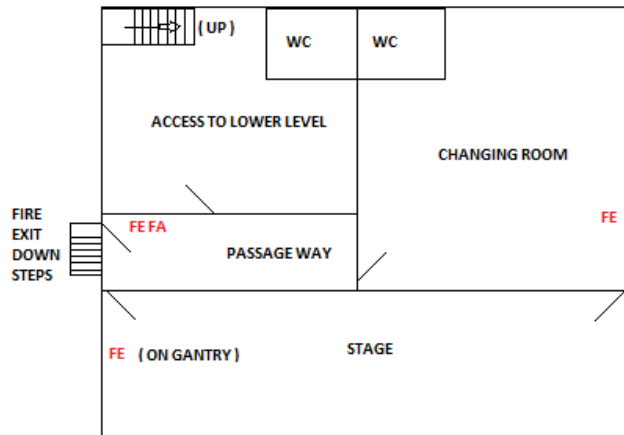 ( UP )
WC
WC
ACCESS TO LOWER LEVEL
CHANGING ROOM
FIRE
EXIT
DOWN
STEPS
FE FA
FE
PASSAGE WAY
FE ( ON GANTRY )
STAGE